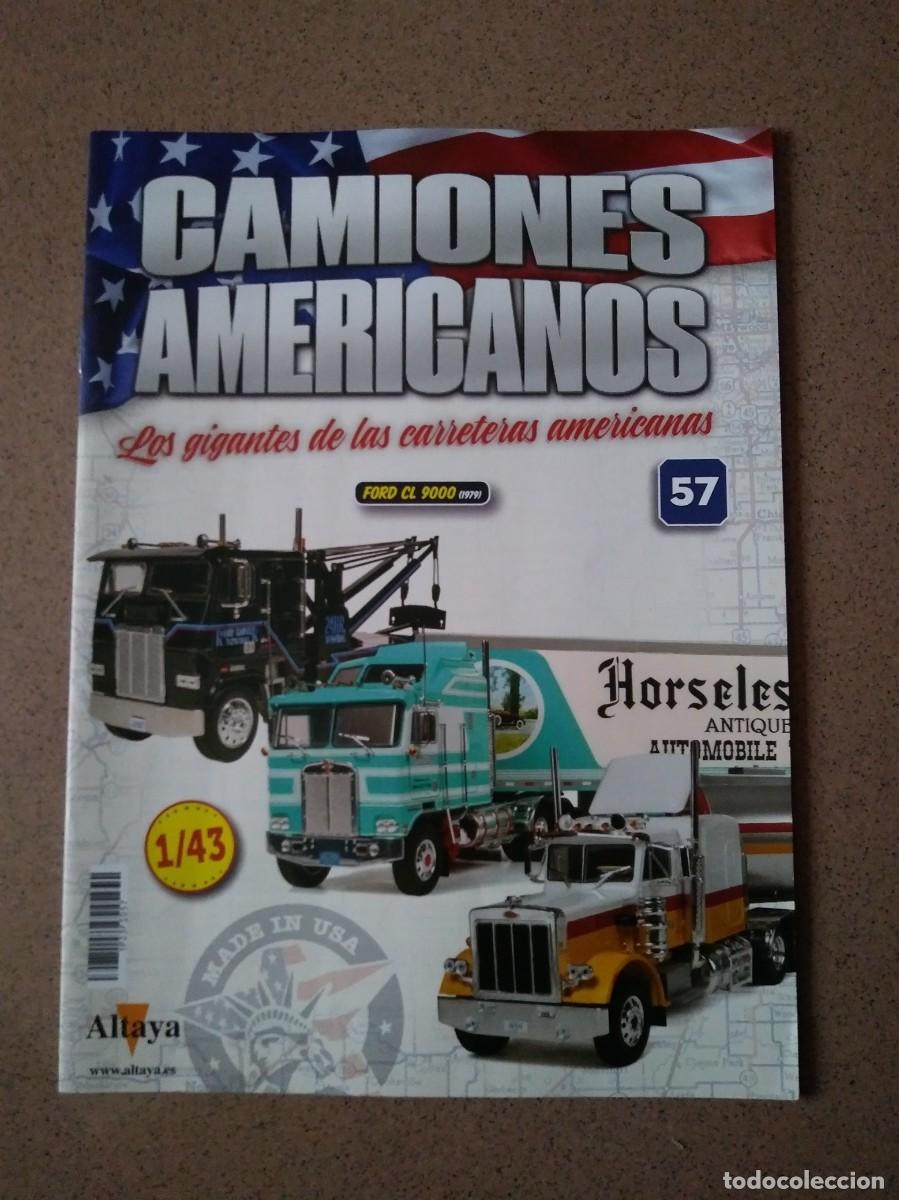 CAMIONES
AMERICANOS
Los gigantes de las carreteras americanas
FORD CL 9000 (1979)
57
Horseles
ANTIQUE
AUTOMOBILE
1/43
MADE IN USA
Altaya
www.altaya.es
todocoleccion